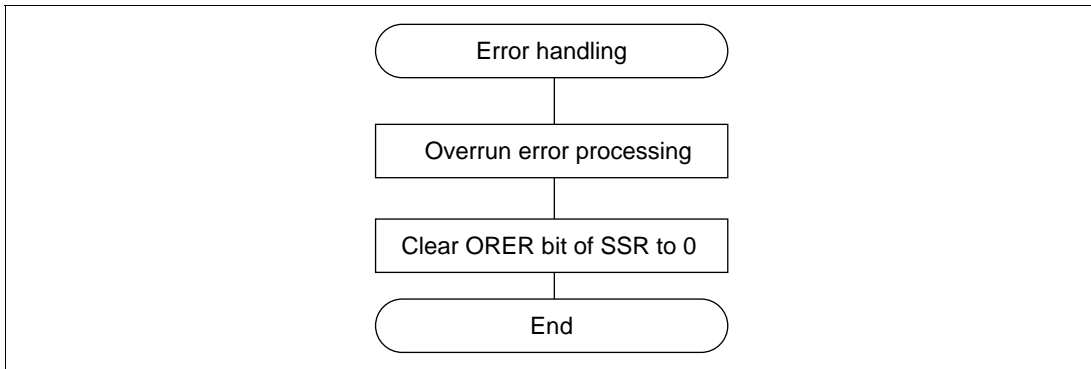 Error handling
Overrun error processing
Clear ORER bit of SSR to 0
End